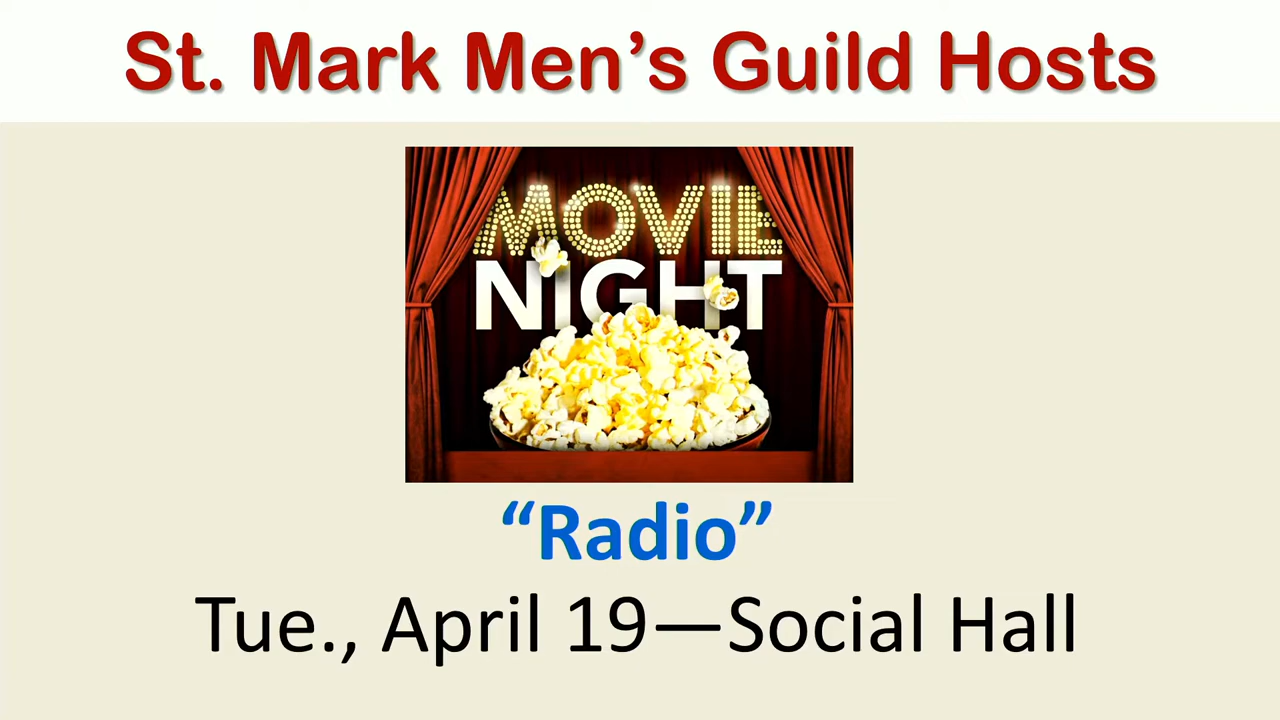 St. Mark Men’s Guild Hosts
MOVIE
NIGHT
“Radio”
Tue., April 19—Social Hall